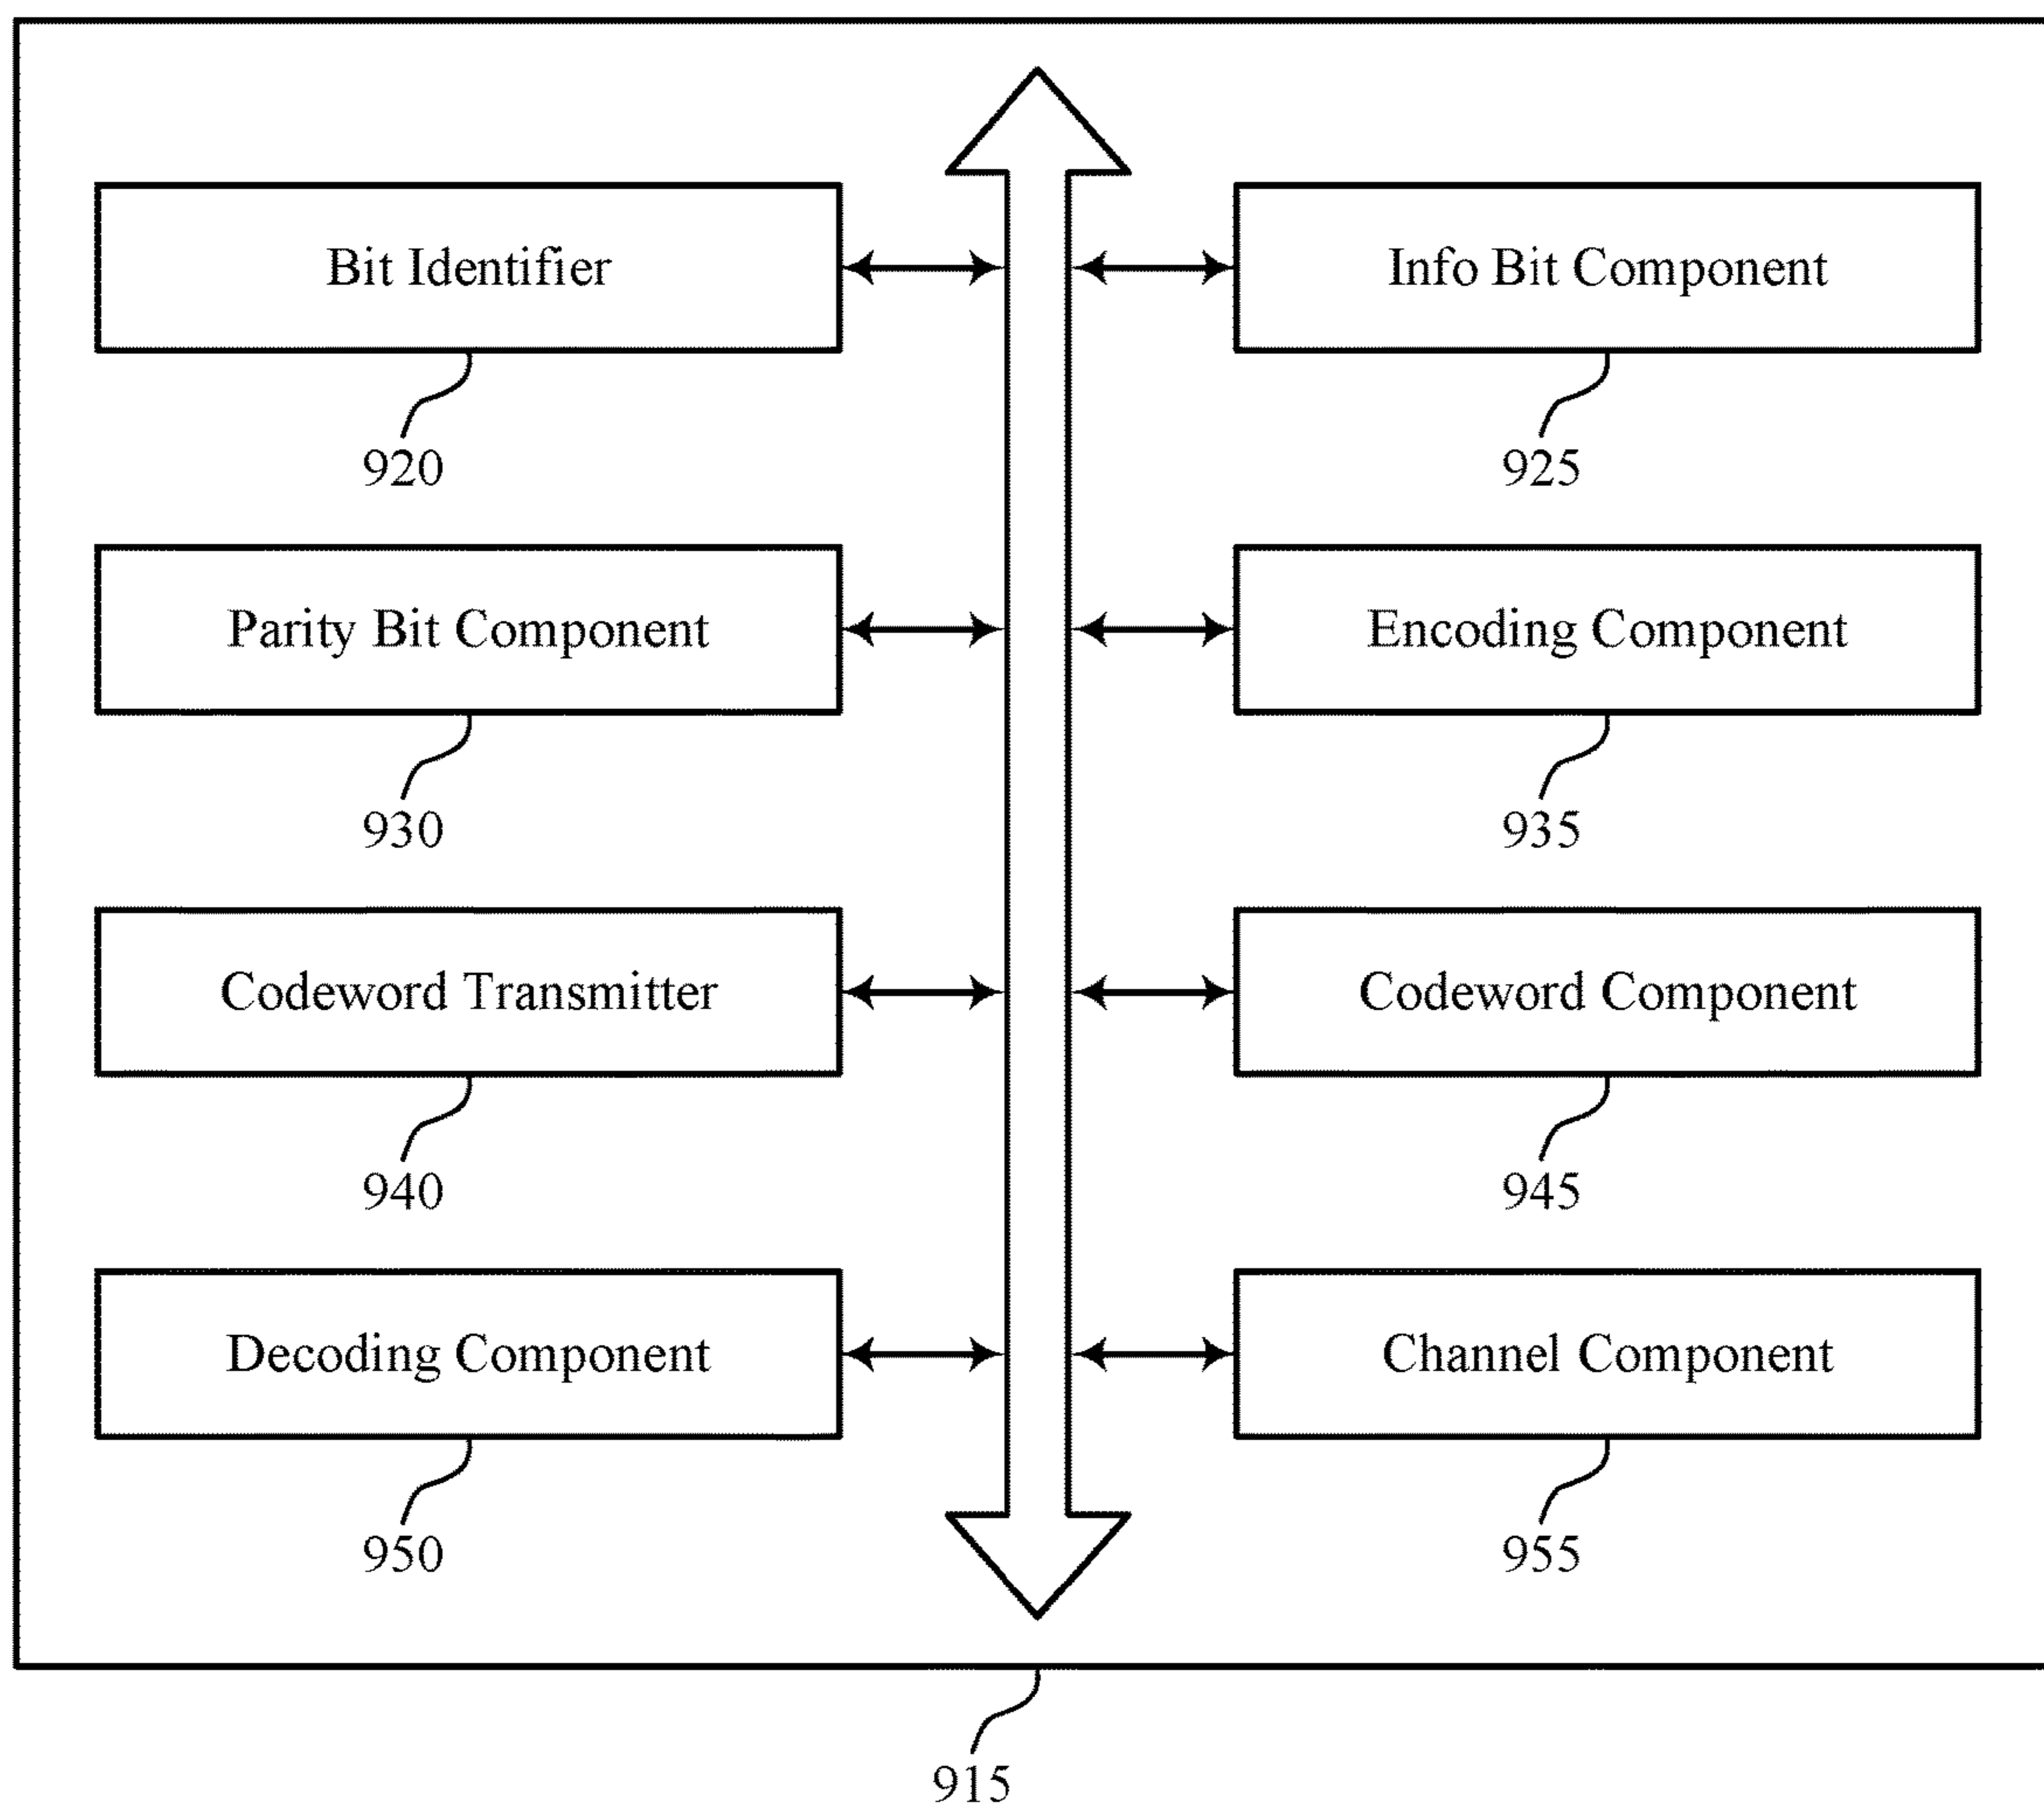 Bit Identifier
Info Bit Component
920
925
Parity Bit Component
Encoding Component
930
935
Codeword Transmitter
Codeword Component
940
945
Decoding Component
Channel Component
950
955
915